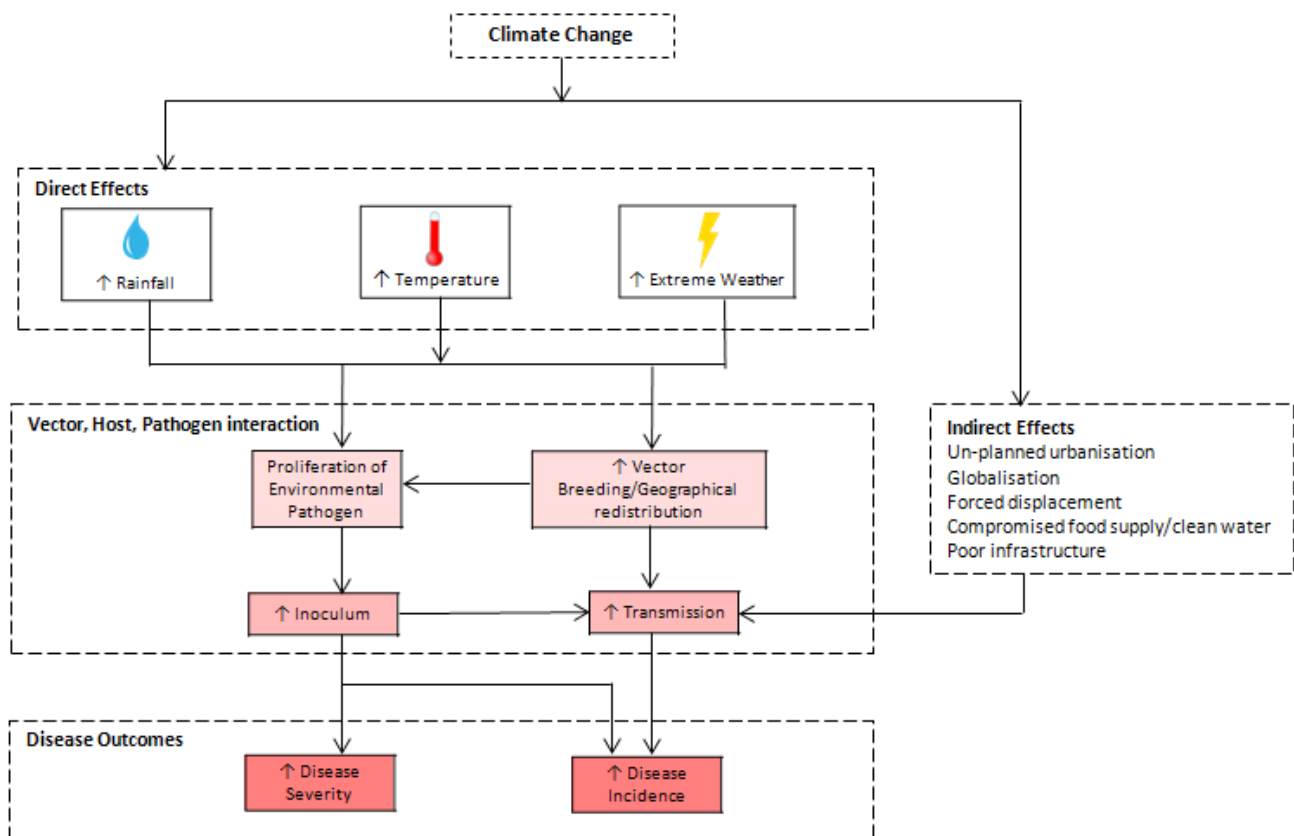 Climate Change
Direct Effects
↑ Rainfall
↑ Temperature
↑ Extreme Weather
Vector, Host, Pathogen interaction
Proliferation of
Environmental
Pathogen
↑ Vector
Breeding/Geographical
redistribution
Indirect Effects
Un-planned urbanisation
Globalisation
Forced displacement
Compromised food supply/clean water
Poor infrastructure
↑ Inoculum
↑ Transmission
Disease Outcomes
↑ Disease
Severity
↑ Disease
Incidence